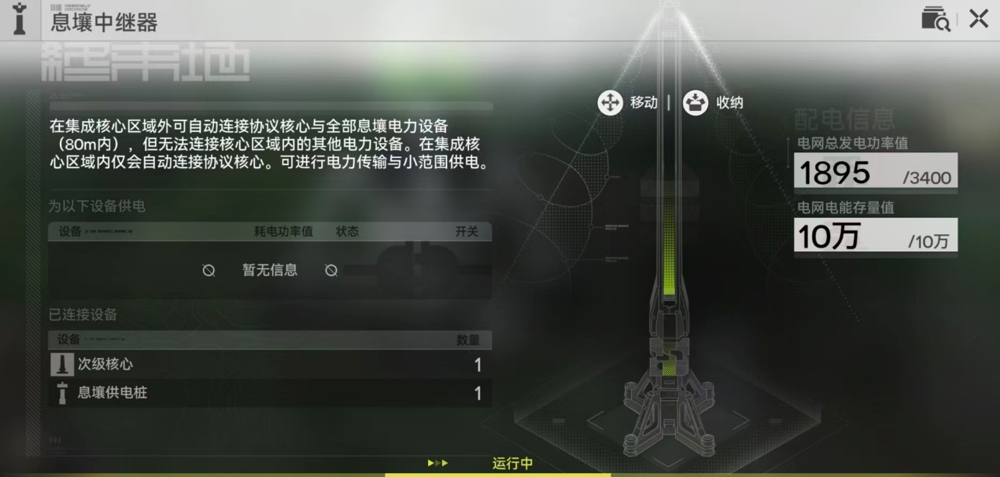 息壤中继器
移动
收纳
在集成核心区域外可自动连接协议核心与全部息壤电力设备
（80m内），但无法连接核心区域内的其他电力设备。在集成核
心区域内仅会自动连接协议核心。可进行电力传输与小范围供电。
配电信息
电网总发电功率值
1895 /3400
电网电能存量值
10万 /10万
为以下设备供电
设备 耗电功率值 状态 开关
暂无信息
已连接设备
设备 数量
次级核心 1
息壤供电桩 1
运行中